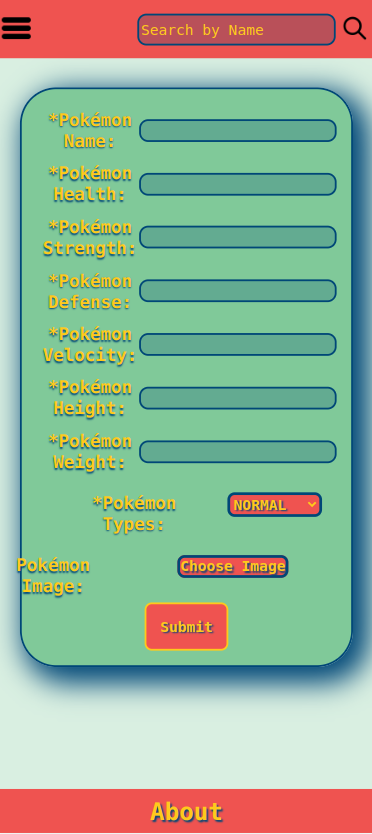 Search by Name
*Pokémon
Name:
*Pokémon
Health:
*Pokémon
Strength:
*Pokémon
Defense:
*Pokémon
Velocity:
*Pokémon
Height:
*Pokémon
Weight:
*Pokémon
Types:
NORMAL
Pokémon
Image:
Choose Image
Submit
About